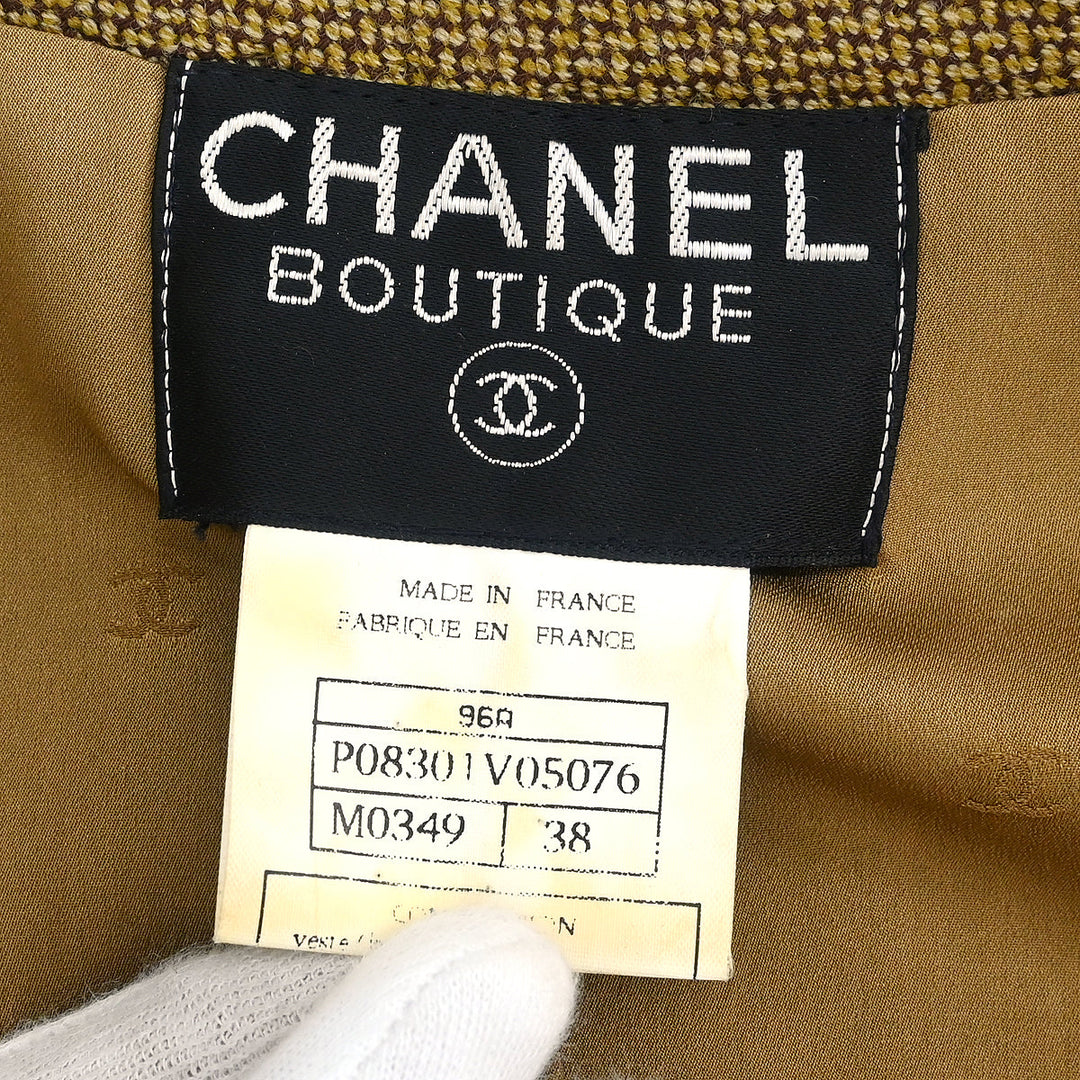 CHANEL
BOUTIQUE
MADE IN FRANCE
FABRIQUE EN FRANCE
96A
P08301V05076
M0349 38